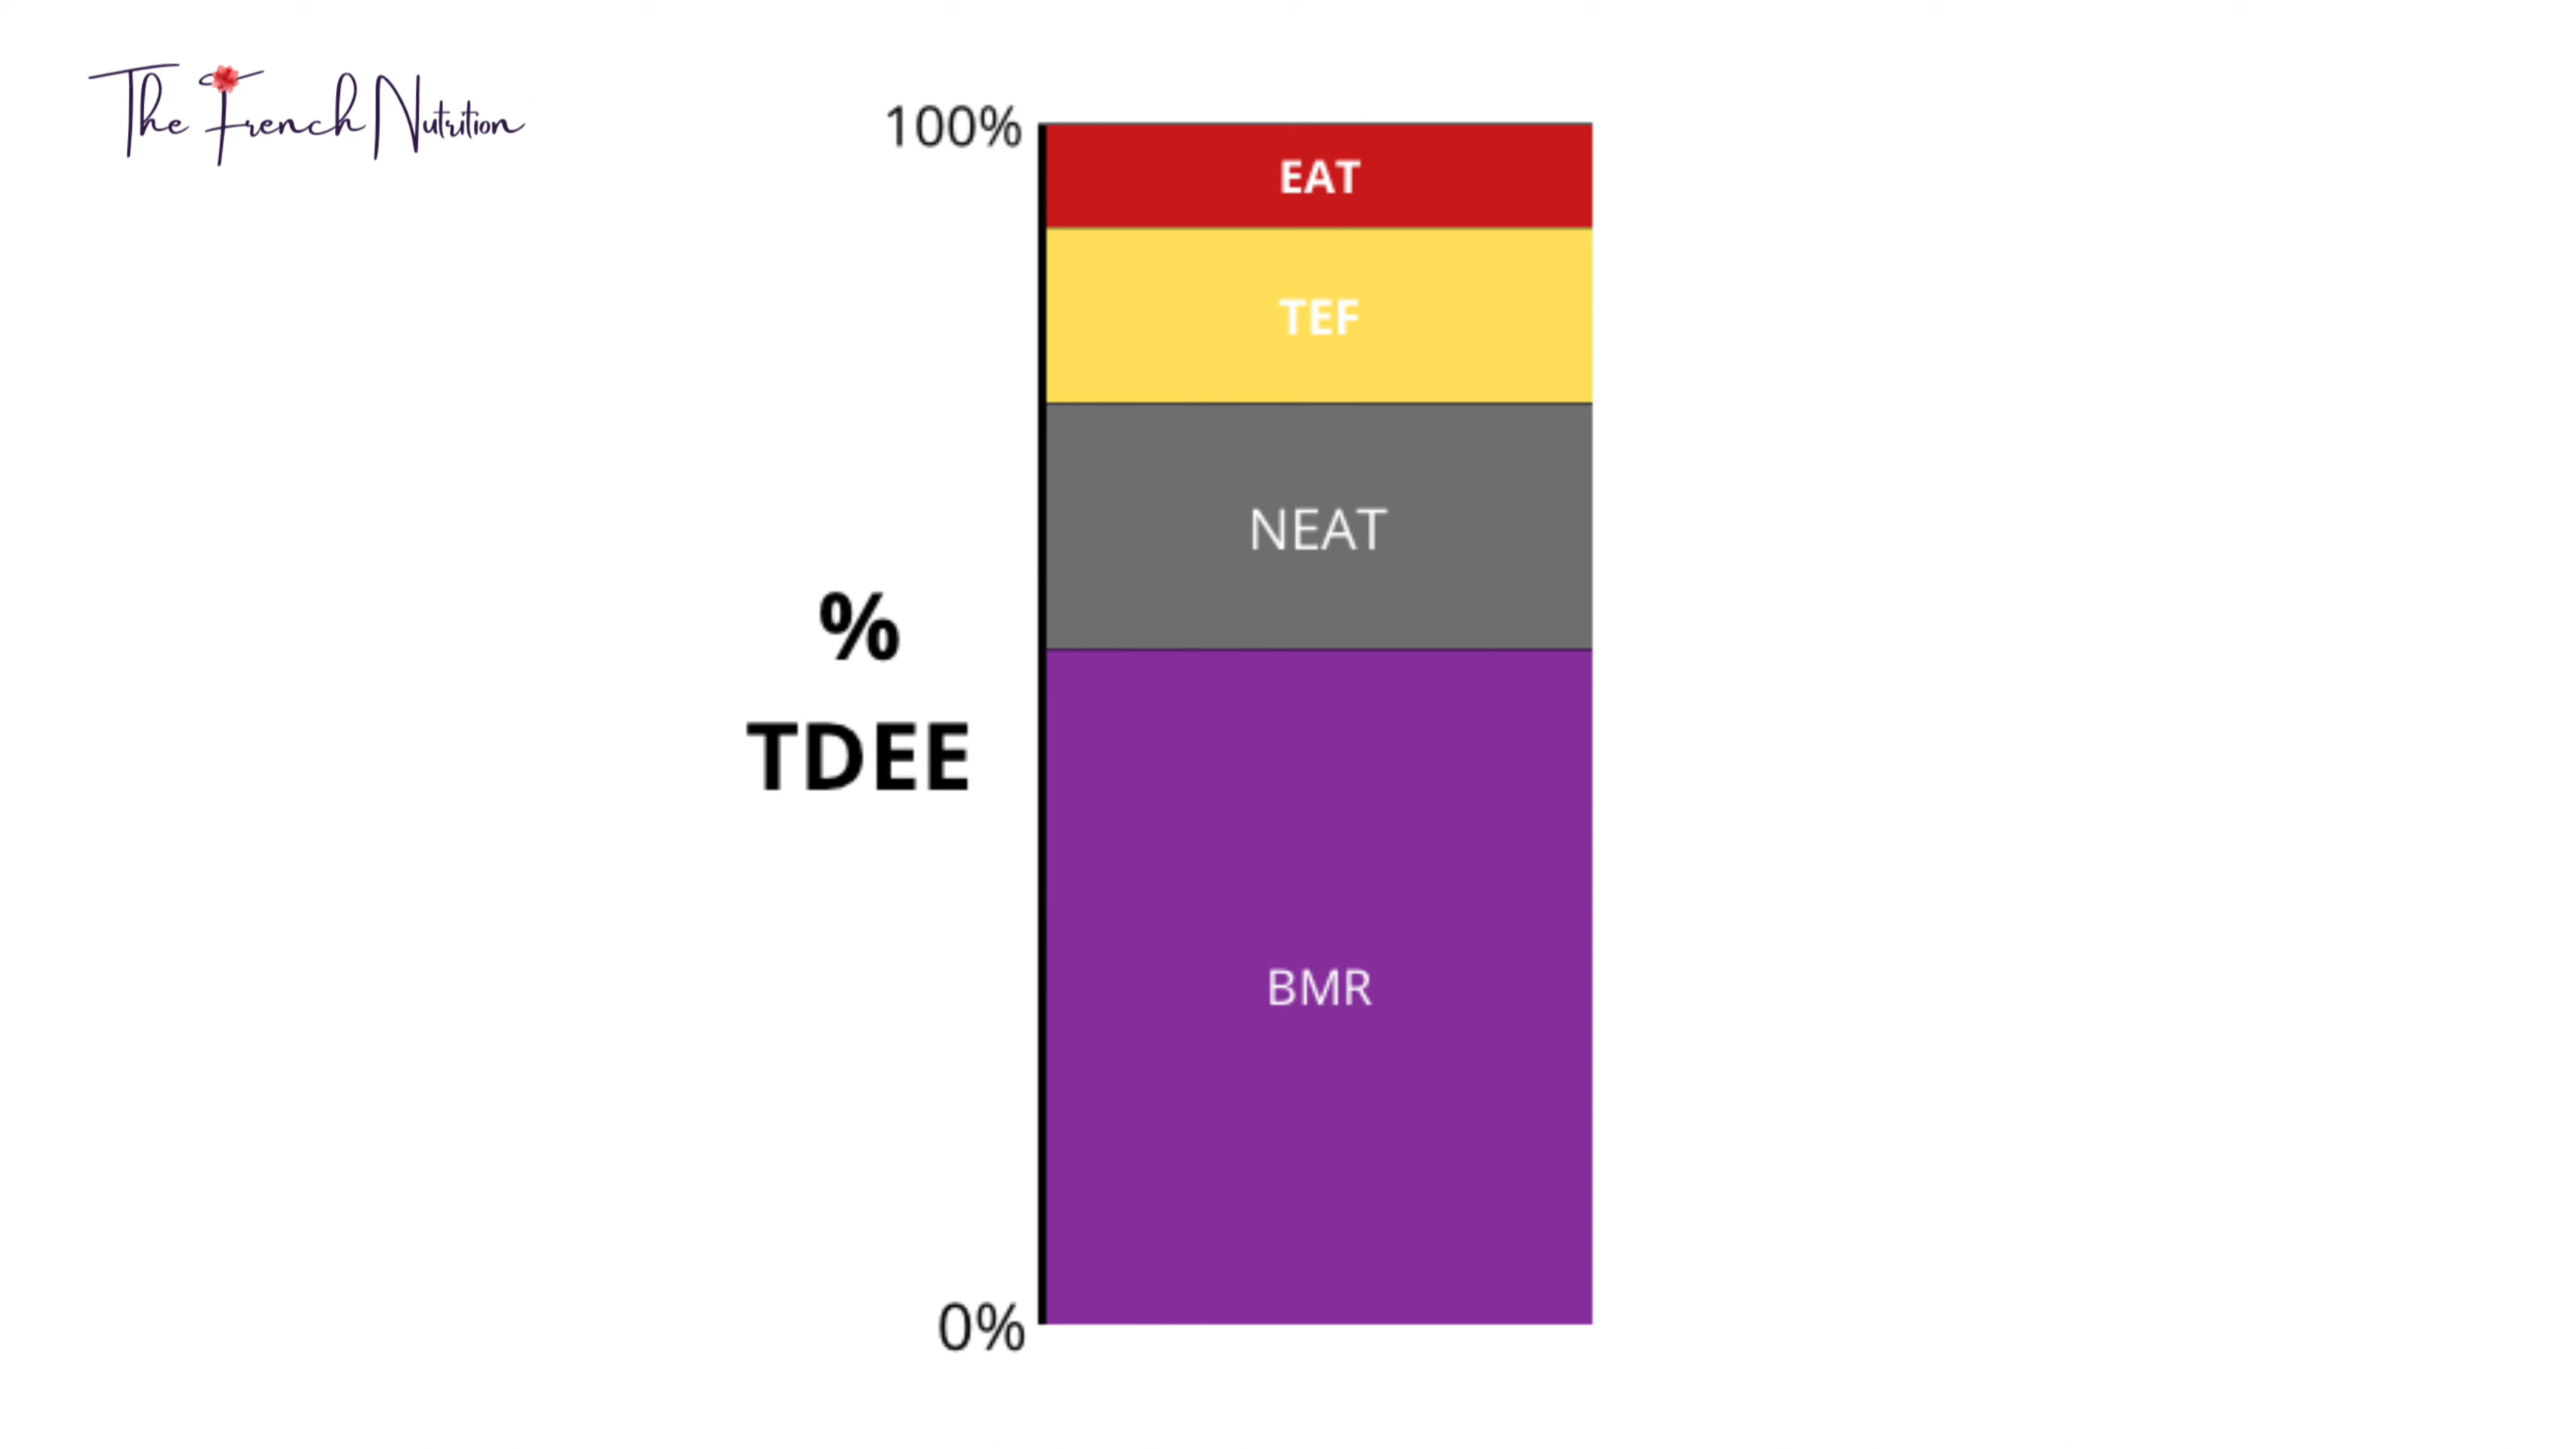 The French Nutrition
100%
EAT
TEF
NEAT
%
TDEE
BMR
0%